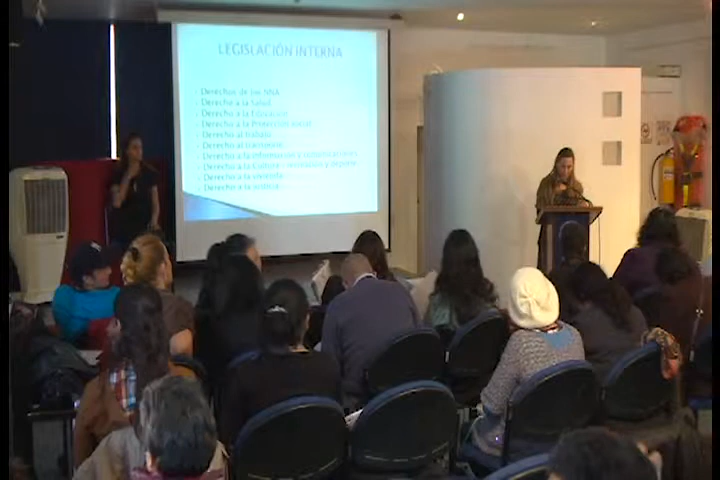 LEGISLACIÓN INTERNA
- Derechos de los NNA
- Derecho a la Salud
- Derecho a la Educación
- Derecho a la Protección social
- Derecho al trabajo
- Derecho al transporte
- Derecho a la información y comunicaciones
- Derecho a la Cultura, recreación y deporte
- Derecho a la vivienda
- Derecho a la justicia